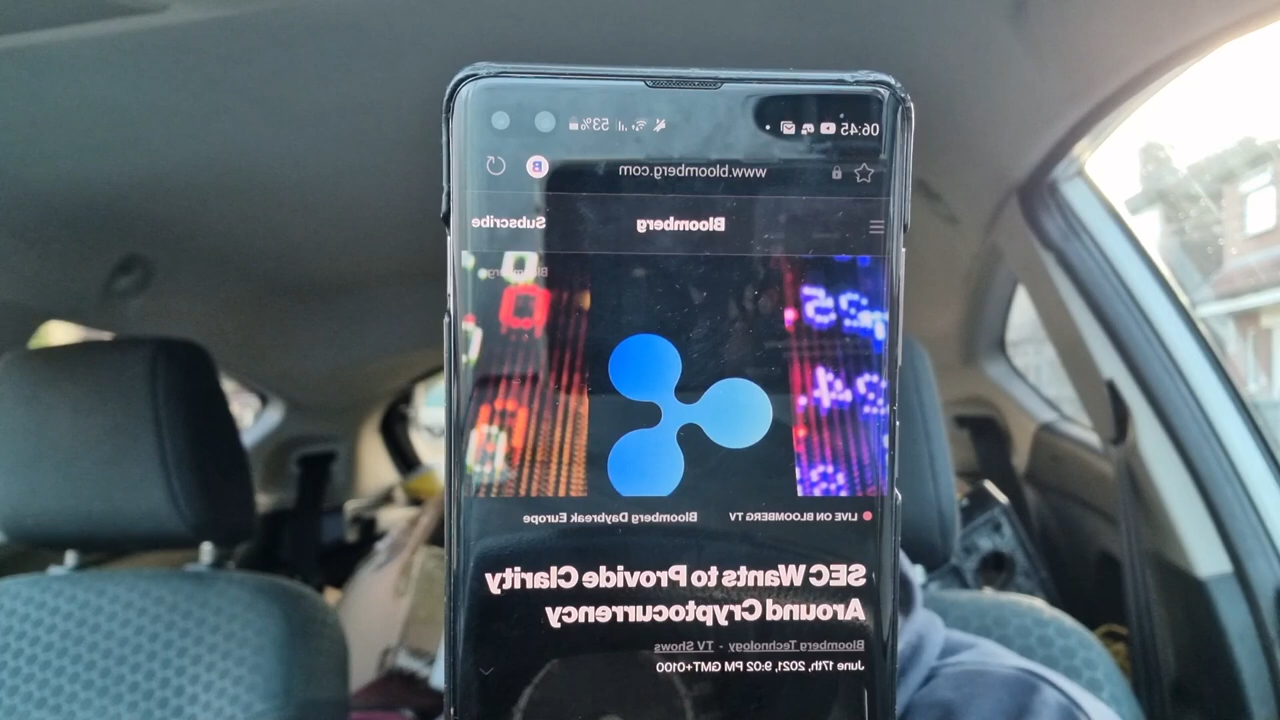 06:45 53%
www.bloomberg.com B
Bloomberg Subscribe
Bloomberg
LIVE ON BLOOMBERG TV Bloomberg Daybreak Europe
SEC Wants to Provide Clarity
Around Cryptocurrency
Bloomberg Technology - TV Shows
June 17th, 2021, 9:02 PM GMT+0100